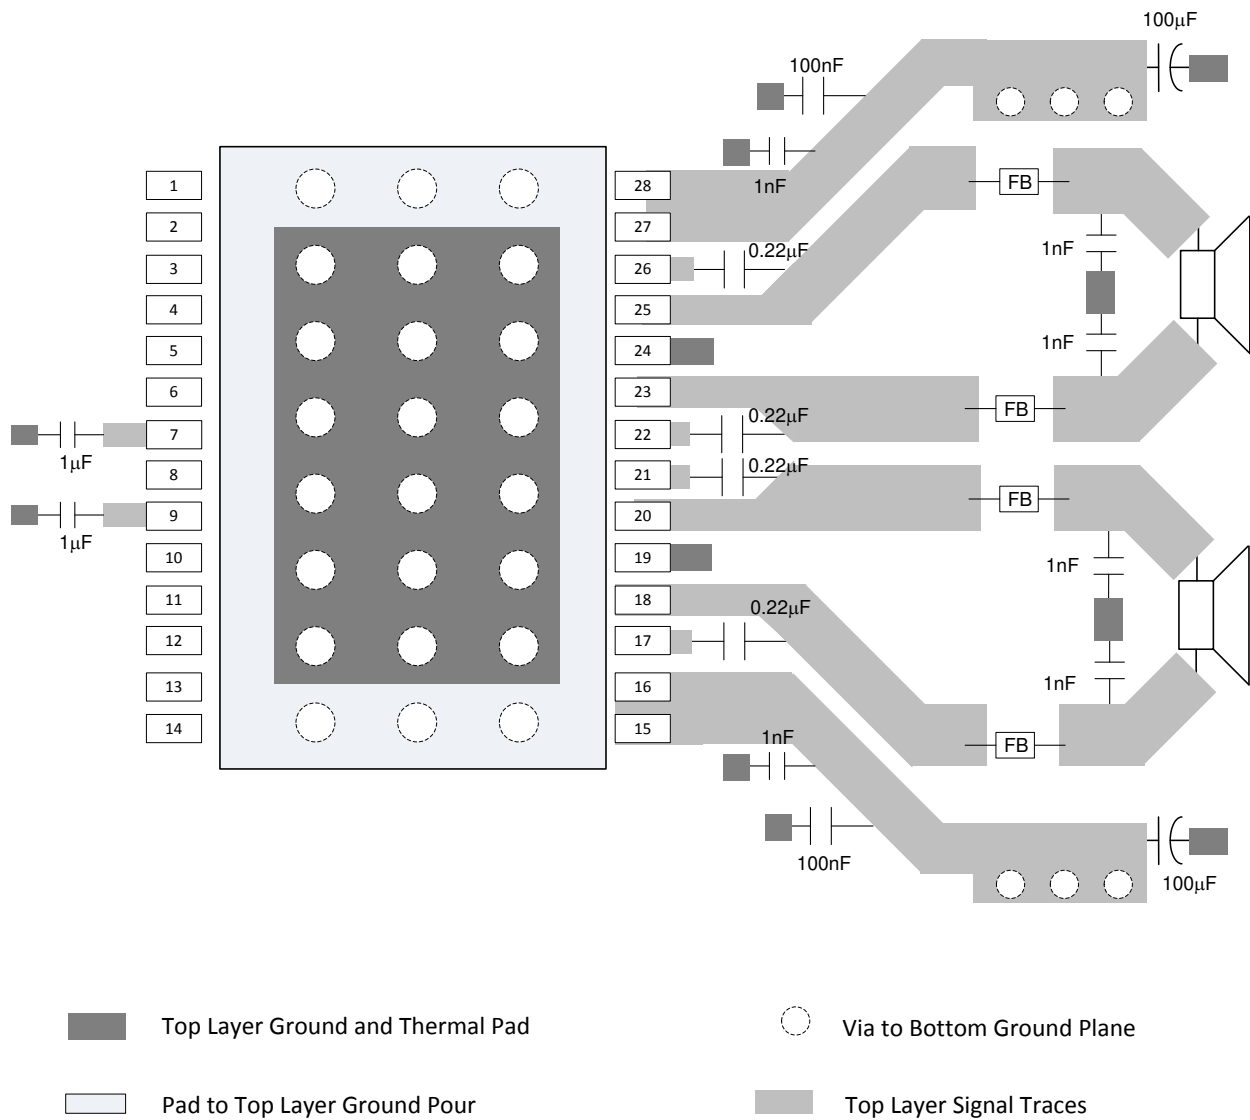 100µF
100nF
1nF
1
28
FB
2
27
1nF
0.22µF
3
26
4
25
5
24
1nF
6
23
FB
0.22µF
7
22
1µF
0.22µF
8
21
FB
9
20
1µF
10
19
1nF
11
18
0.22µF
12
17
13
16
1nF
14
15
1nF
FB
100nF
100µF
Top Layer Ground and Thermal Pad
Via to Bottom Ground Plane
Pad to Top Layer Ground Pour
Top Layer Signal Traces